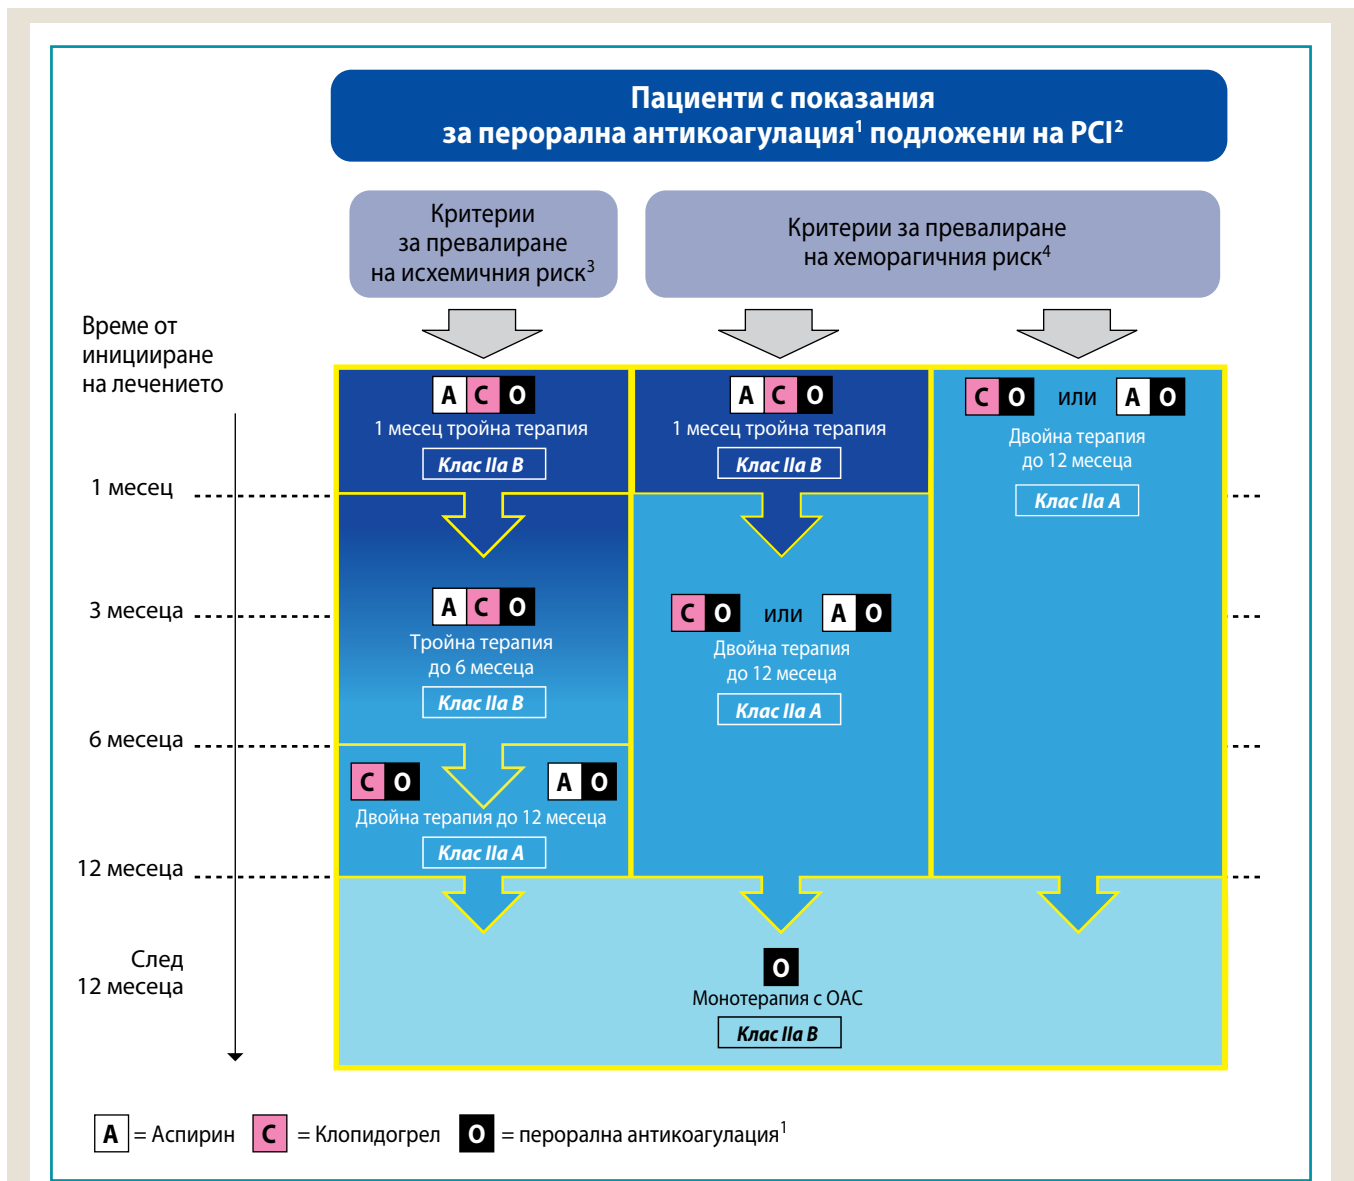 Пациенти с показания
за перорална антикоагулация¹ подложени на PCI²
Критерии
за превалиране
на исхемичния риск³
Критерии за превалиране
на хеморагичния риск⁴
Време от
иницииране
на лечението
A C O
1 месец тройна терапия
Клас IIa B
A C O
1 месец тройна терапия
Клас IIa B
C O или A O
Двойна терапия
до 12 месеца
Клас IIa A
1 месец
3 месеца
A C O
Тройна терапия
до 6 месеца
Клас IIa B
C O или A O
Двойна терапия
до 12 месеца
Клас IIa A
6 месеца
C O A O
Двойна терапия до 12 месеца
Клас IIa A
12 месеца
След
12 месеца
O
Монотерапия с ОАС
Клас IIa B
A = Аспирин C = Клопидогрел O = перорална антикоагулация¹